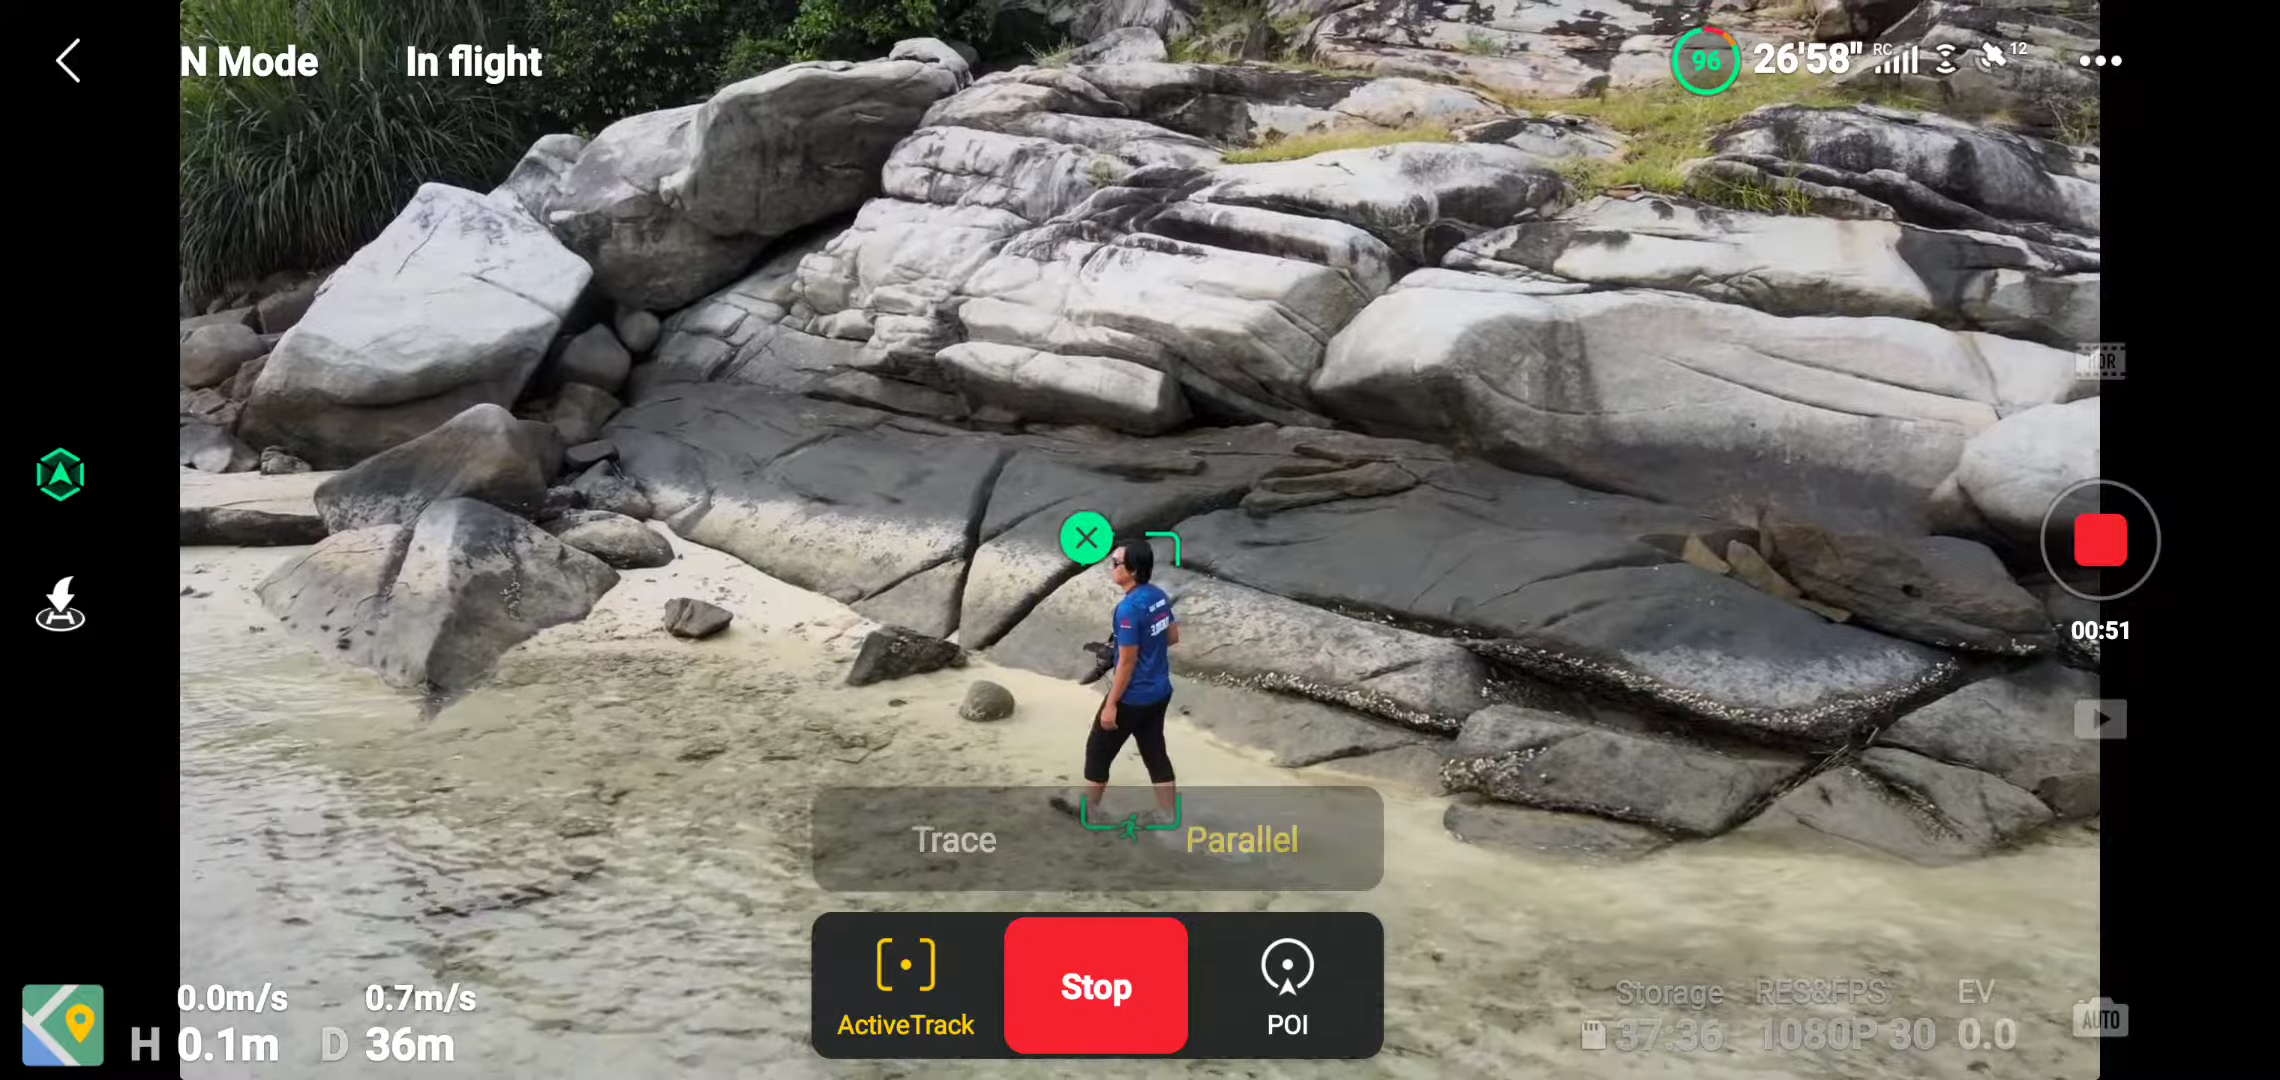 N Mode | In flight
96 26'58" RC 12
HDR
00:51
Trace Parallel
ActiveTrack Stop POI
0.0m/s 0.7m/s
H 0.1m D 36m
Storage RES&FPS EV
37:36 1080P 30 0.0
AUTO